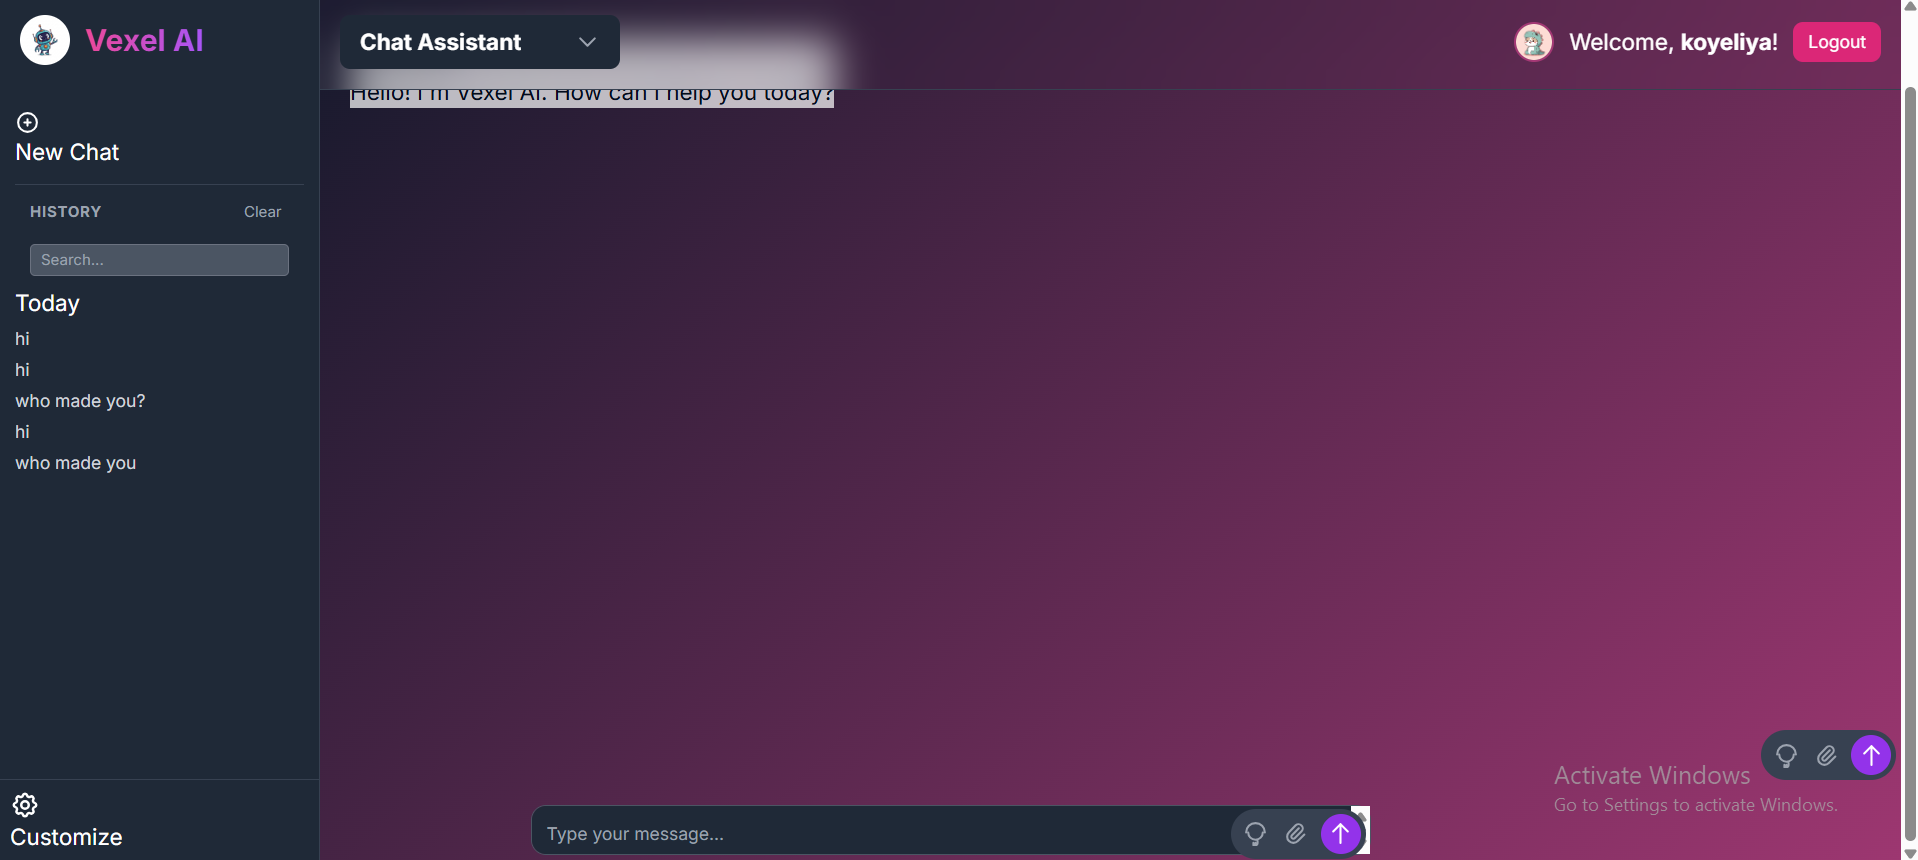 Vexel AI
New Chat
HISTORY
Clear
Search...
Today
hi
hi
who made you?
hi
who made you
Customize
Chat Assistant
Welcome, koyeliya!
Logout
Hello! I'm Vexel AI. How can I help you today?
Type your message...
Activate Windows
Go to Settings to activate Windows.